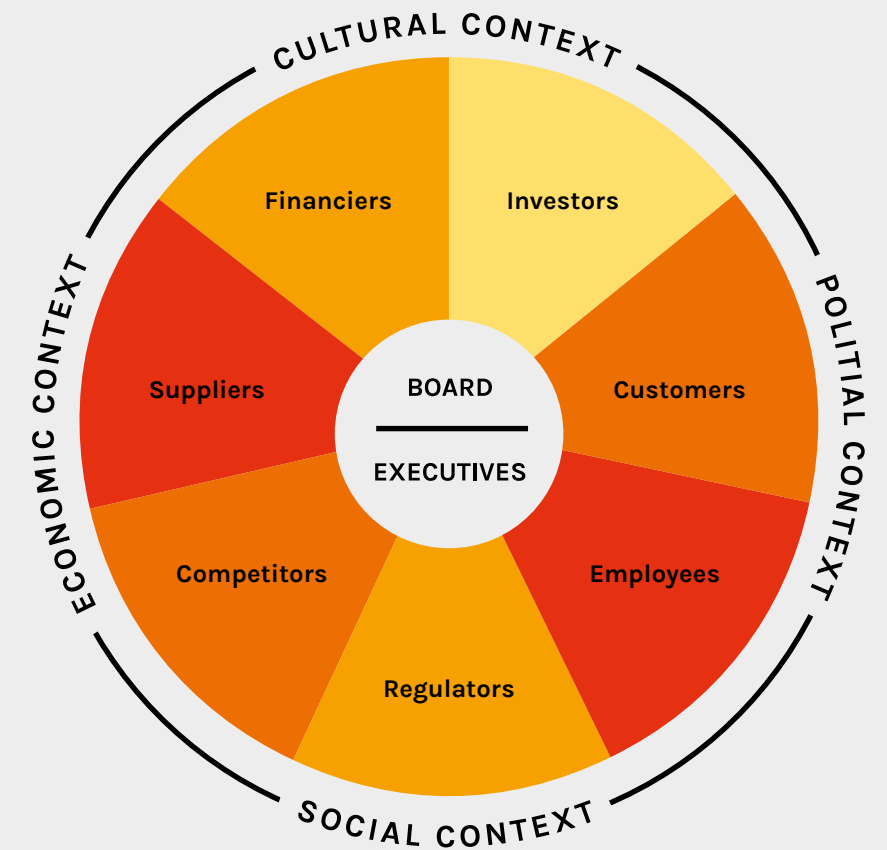 CULTURAL CONTEXT
Financiers
Investors
POLITIAL CONTEXT
ECONOMIC CONTEXT
Suppliers
BOARD
EXECUTIVES
Customers
Competitors
Employees
Regulators
SOCIAL CONTEXT